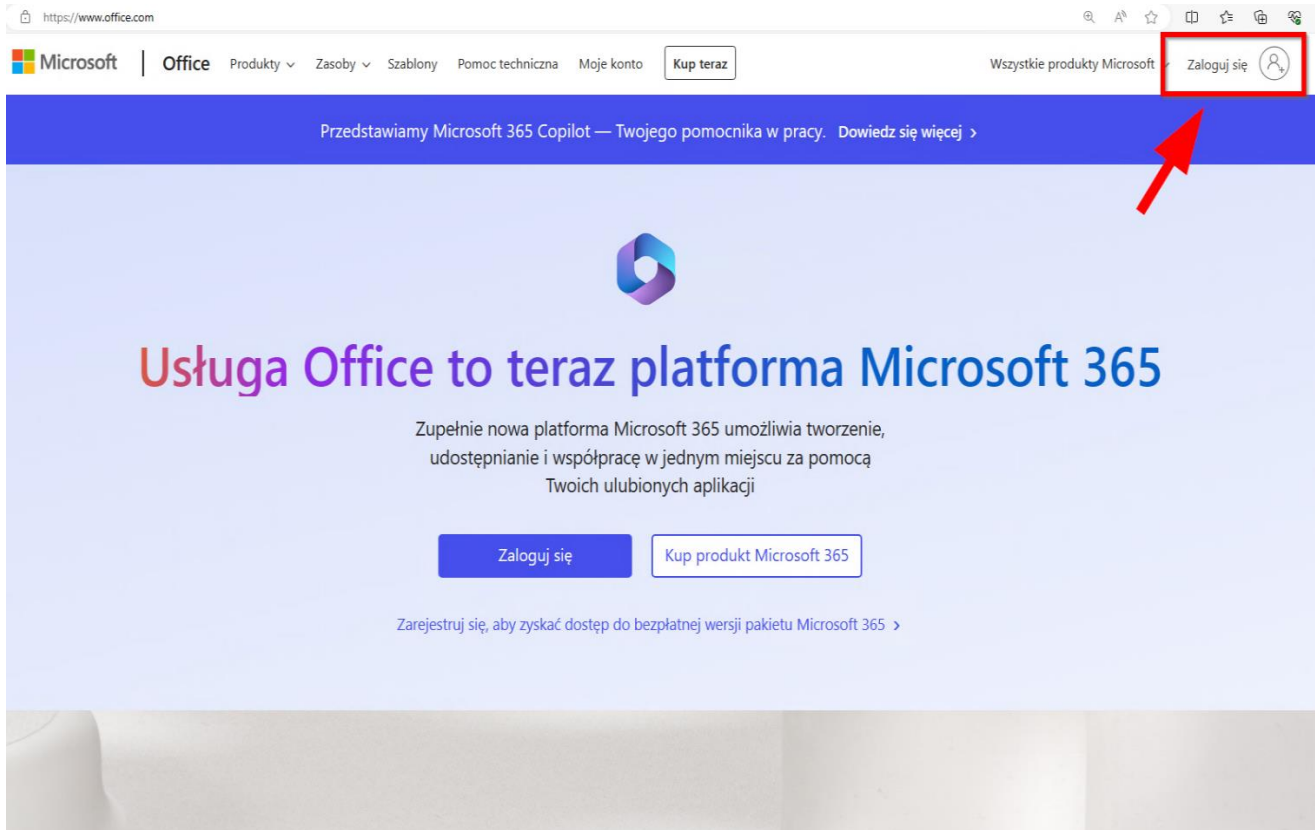 https://www.office.com
Microsoft | Office Produkty Zasoby Szablony Pomoc techniczna Moje konto Kup teraz Wszystkie produkty Microsoft Zaloguj się
Przedstawiamy Microsoft 365 Copilot — Twojego pomocnika w pracy. Dowiedz się więcej >
Usługa Office to teraz platforma Microsoft 365
Zupełnie nowa platforma Microsoft 365 umożliwia tworzenie,
udostępnianie i współpracę w jednym miejscu za pomocą
Twoich ulubionych aplikacji
Zaloguj się Kup produkt Microsoft 365
Zarejestruj się, aby zyskać dostęp do bezpłatnej wersji pakietu Microsoft 365 >